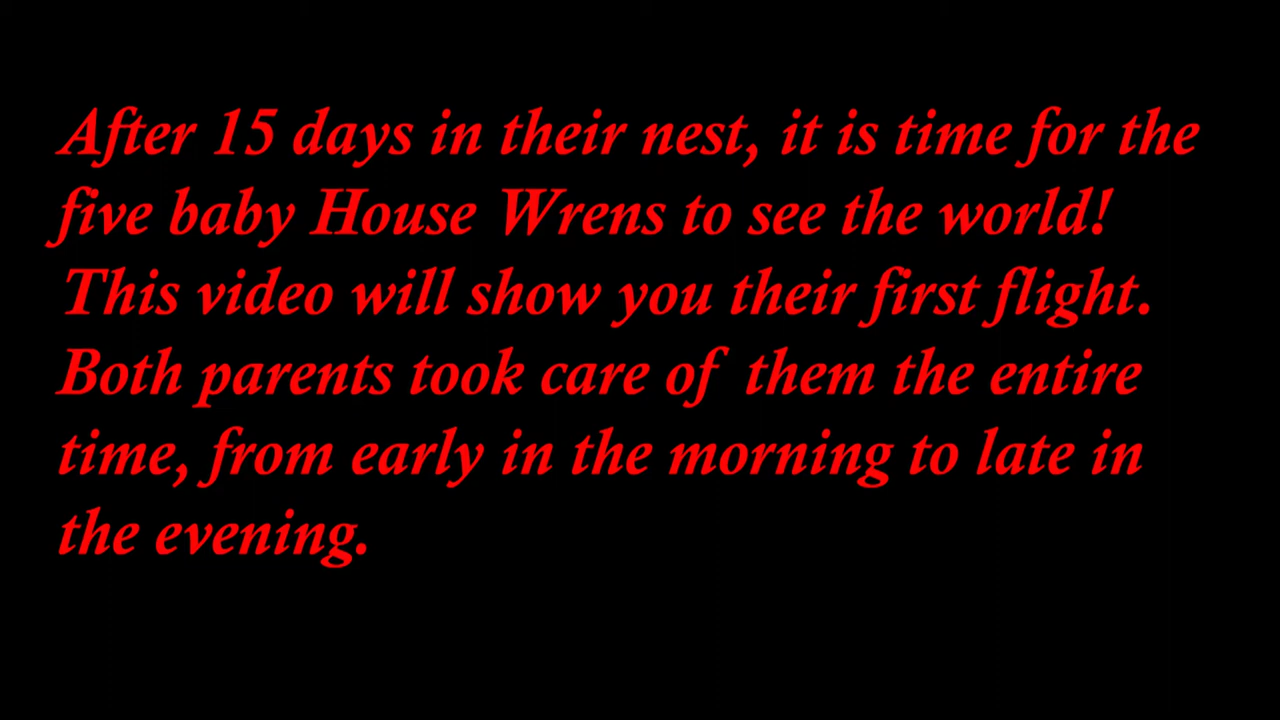 After 15 days in their nest, it is time for the
five baby House Wrens to see the world!
This video will show you their first flight.
Both parents took care of them the entire
time, from early in the morning to late in
the evening.